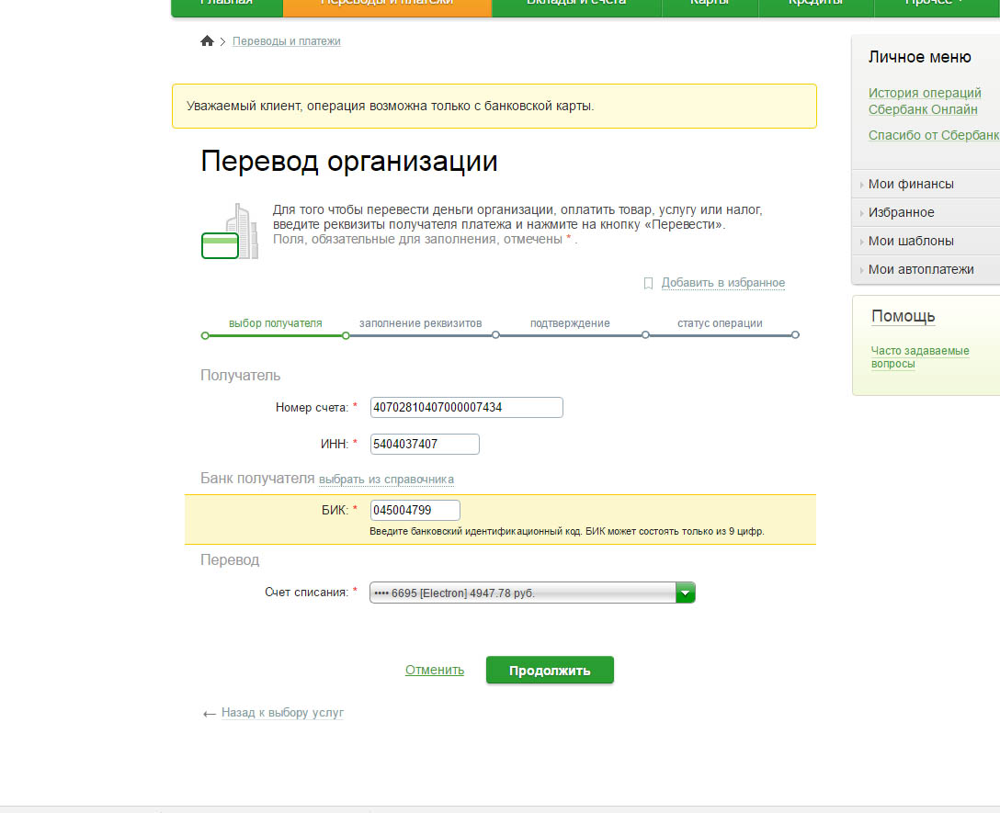 Главная Переводы и платежи Вклады и счета Карты Кредиты Прочее
Переводы и платежи
Уважаемый клиент, операция возможна только с банковской карты.
Перевод организации
Для того чтобы перевести деньги организации, оплатить товар, услугу или налог,
введите реквизиты получателя платежа и нажмите на кнопку «Перевести».
Поля, обязательные для заполнения, отмечены * .
Добавить в избранное
выбор получателя заполнение реквизитов подтверждение статус операции
Получатель
Номер счета: * 40702810407000007434
ИНН: * 5404037407
Банк получателя выбрать из справочника
БИК: * 045004799
Введите банковский идентификационный код. БИК может состоять только из 9 цифр.
Перевод
Счет списания: * •••• 6695 [Electron] 4947.78 руб.
Отменить Продолжить
← Назад к выбору услуг
Личное меню
История операций
Сбербанк Онлайн
Спасибо от Сбербанк
Мои финансы
Избранное
Мои шаблоны
Мои автоплатежи
Помощь
Часто задаваемые
вопросы